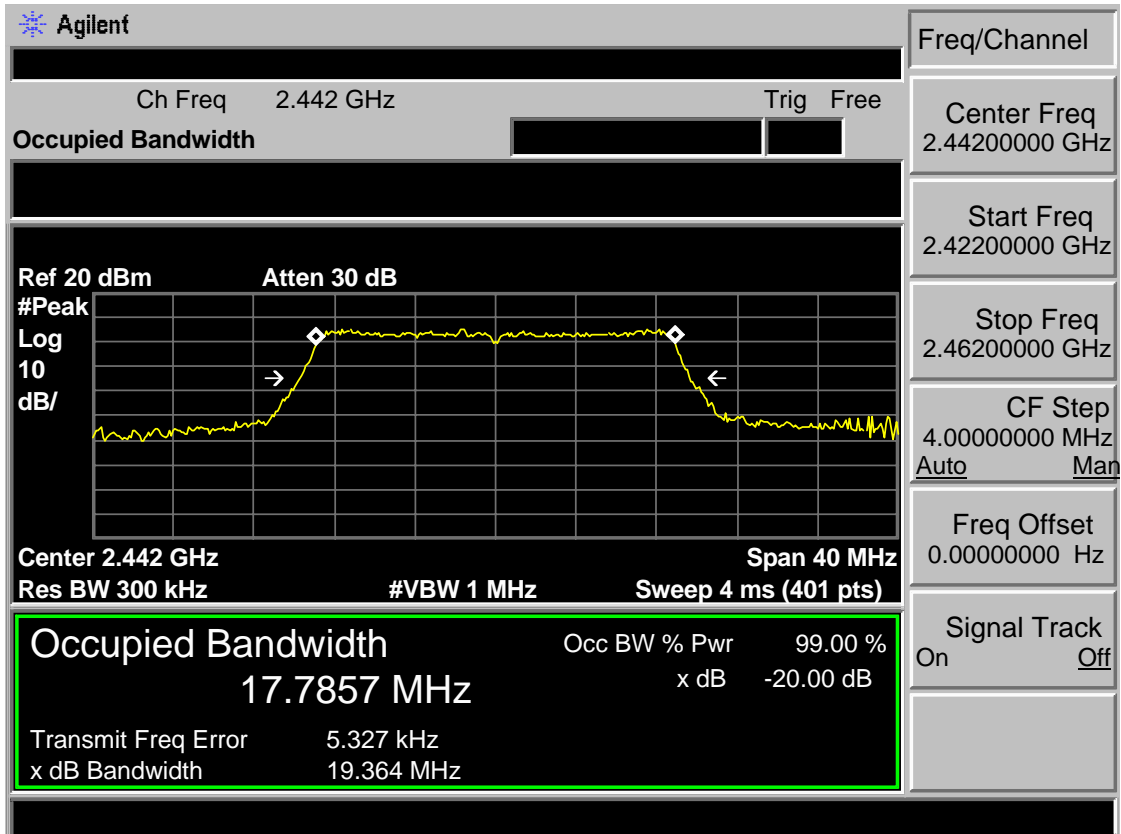 Agilent
Freq/Channel
Ch Freq 2.442 GHz Trig Free
Occupied Bandwidth
Center Freq
2.44200000 GHz
Start Freq
2.42200000 GHz
Stop Freq
2.46200000 GHz
CF Step
4.00000000 MHz
Auto Man
Freq Offset
0.00000000 Hz
Signal Track
On Off
Ref 20 dBm Atten 30 dB
#Peak
Log
10
dB/
Center 2.442 GHz Span 40 MHz
Res BW 300 kHz #VBW 1 MHz Sweep 4 ms (401 pts)
Occupied Bandwidth Occ BW % Pwr 99.00 %
17.7857 MHz x dB -20.00 dB
Transmit Freq Error 5.327 kHz
x dB Bandwidth 19.364 MHz